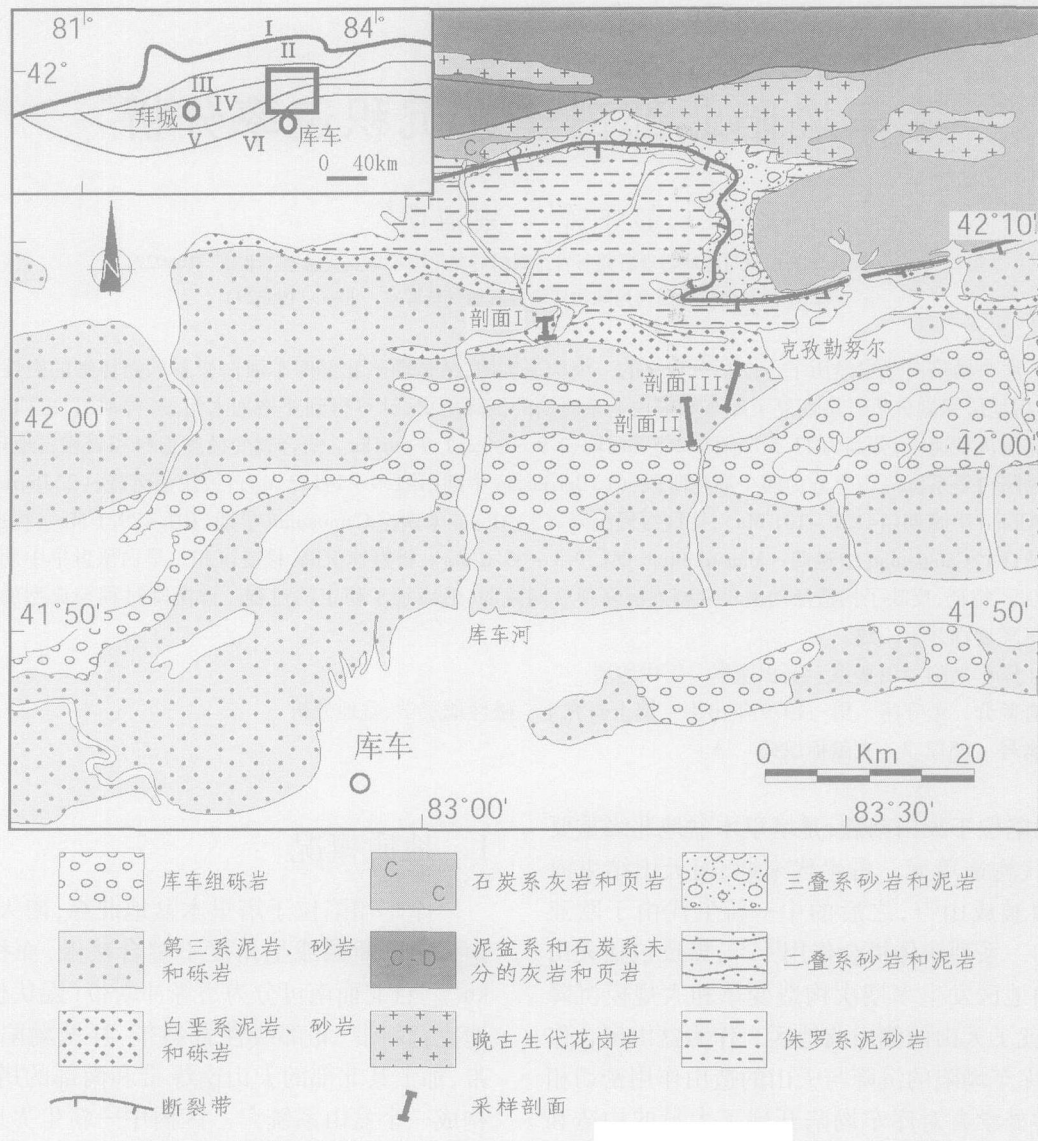 81°
84°
42°
I
II
III
IV
V
VI
拜城
库车
0 40km
N
C
42°10'
剖面I
克孜勒努尔
剖面III
剖面II
42°00'
42°00'
41°50'
41°50'
库车河
库车
0 Km 20
83°00'
83°30'
库车组砾岩
C
C
石炭系灰岩和页岩
三叠系砂岩和泥岩
第三系泥岩、砂岩
和砾岩
C-D
泥盆系和石炭系未
分的灰岩和页岩
二叠系砂岩和泥岩
白垩系泥岩、砂岩
和砾岩
晚古生代花岗岩
侏罗系泥砂岩
断裂带
采样剖面